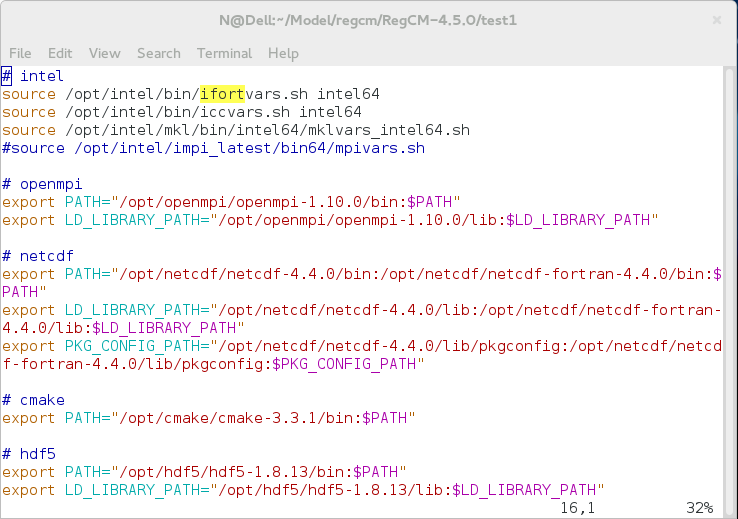 N@Dell:~/Model/regcm/RegCM-4.5.0/test1
File Edit View Search Terminal Help
# intel
source /opt/intel/bin/ifortvars.sh intel64
source /opt/intel/bin/iccvars.sh intel64
source /opt/intel/mkl/bin/intel64/mklvars_intel64.sh
#source /opt/intel/impi_latest/bin64/mpivars.sh
# openmpi
export PATH="/opt/openmpi/openmpi-1.10.0/bin:$PATH"
export LD_LIBRARY_PATH="/opt/openmpi/openmpi-1.10.0/lib:$LD_LIBRARY_PATH"
# netcdf
export PATH="/opt/netcdf/netcdf-4.4.0/bin:/opt/netcdf/netcdf-fortran-4.4.0/bin:$
PATH"
export LD_LIBRARY_PATH="/opt/netcdf/netcdf-4.4.0/lib:/opt/netcdf/netcdf-fortran-
4.4.0/lib:$LD_LIBRARY_PATH"
export PKG_CONFIG_PATH="/opt/netcdf/netcdf-4.4.0/lib/pkgconfig:/opt/netcdf/netcd
f-fortran-4.4.0/lib/pkgconfig:$PKG_CONFIG_PATH"
# cmake
export PATH="/opt/cmake/cmake-3.3.1/bin:$PATH"
# hdf5
export PATH="/opt/hdf5/hdf5-1.8.13/bin:$PATH"
export LD_LIBRARY_PATH="/opt/hdf5/hdf5-1.8.13/lib:$LD_LIBRARY_PATH"
16,1 32%